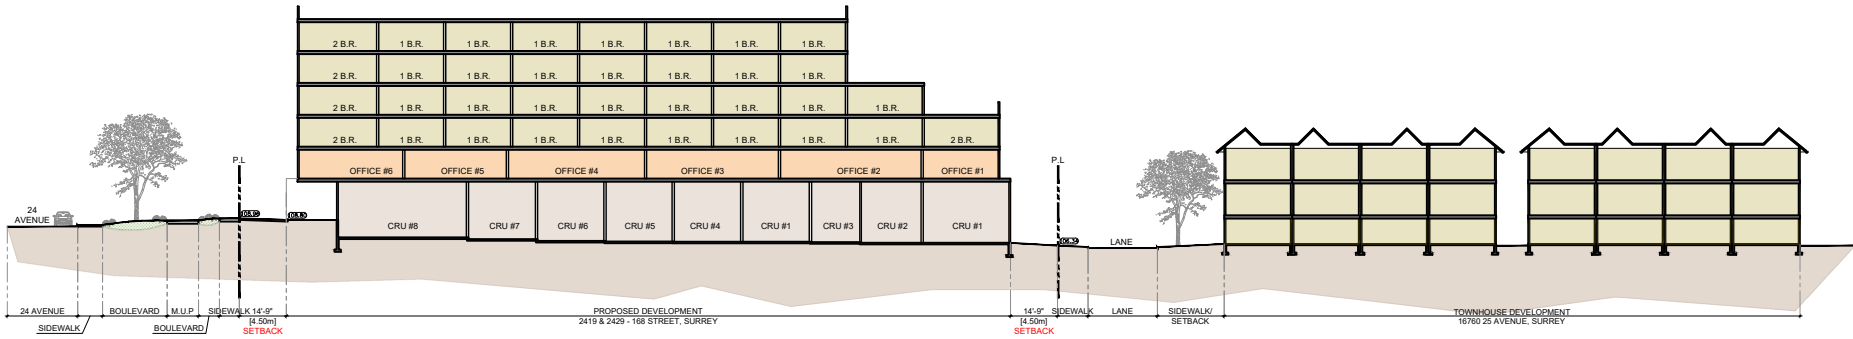 2 B.R. 1 B.R. 1 B.R. 1 B.R. 1 B.R. 1 B.R. 1 B.R. 1 B.R.
2 B.R. 1 B.R. 1 B.R. 1 B.R. 1 B.R. 1 B.R. 1 B.R. 1 B.R.
2 B.R. 1 B.R. 1 B.R. 1 B.R. 1 B.R. 1 B.R. 1 B.R. 1 B.R. 1 B.R.
2 B.R. 1 B.R. 1 B.R. 1 B.R. 1 B.R. 1 B.R. 1 B.R. 1 B.R. 1 B.R. 2 B.R.
P.L P.L
OFFICE #6 OFFICE #5 OFFICE #4 OFFICE #3 OFFICE #2 OFFICE #1
24
AVENUE
CRU #8 CRU #7 CRU #6 CRU #5 CRU #4 CRU #1 CRU #3 CRU #2 CRU #1
LANE
24 AVENUE BOULEVARD M.U.P SIDEWALK 14'-9" PROPOSED DEVELOPMENT 14'-9" SIDEWALK LANE SIDEWALK/ TOWNHOUSE DEVELOPMENT
[4.50m] 2419 & 2429 - 168 STREET, SURREY [4.50m] SETBACK 16760 25 AVENUE, SURREY
SIDEWALK BOULEVARD SETBACK SETBACK